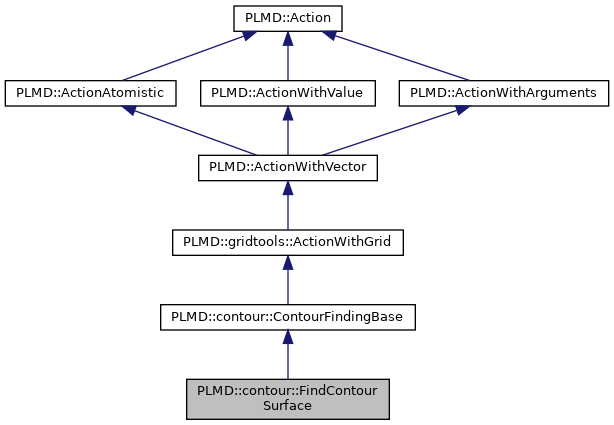 PLMD::Action
PLMD::ActionAtomistic
PLMD::ActionWithValue
PLMD::ActionWithArguments
PLMD::ActionWithVector
PLMD::gridtools::ActionWithGrid
PLMD::contour::ContourFindingBase
PLMD::contour::FindContour
Surface